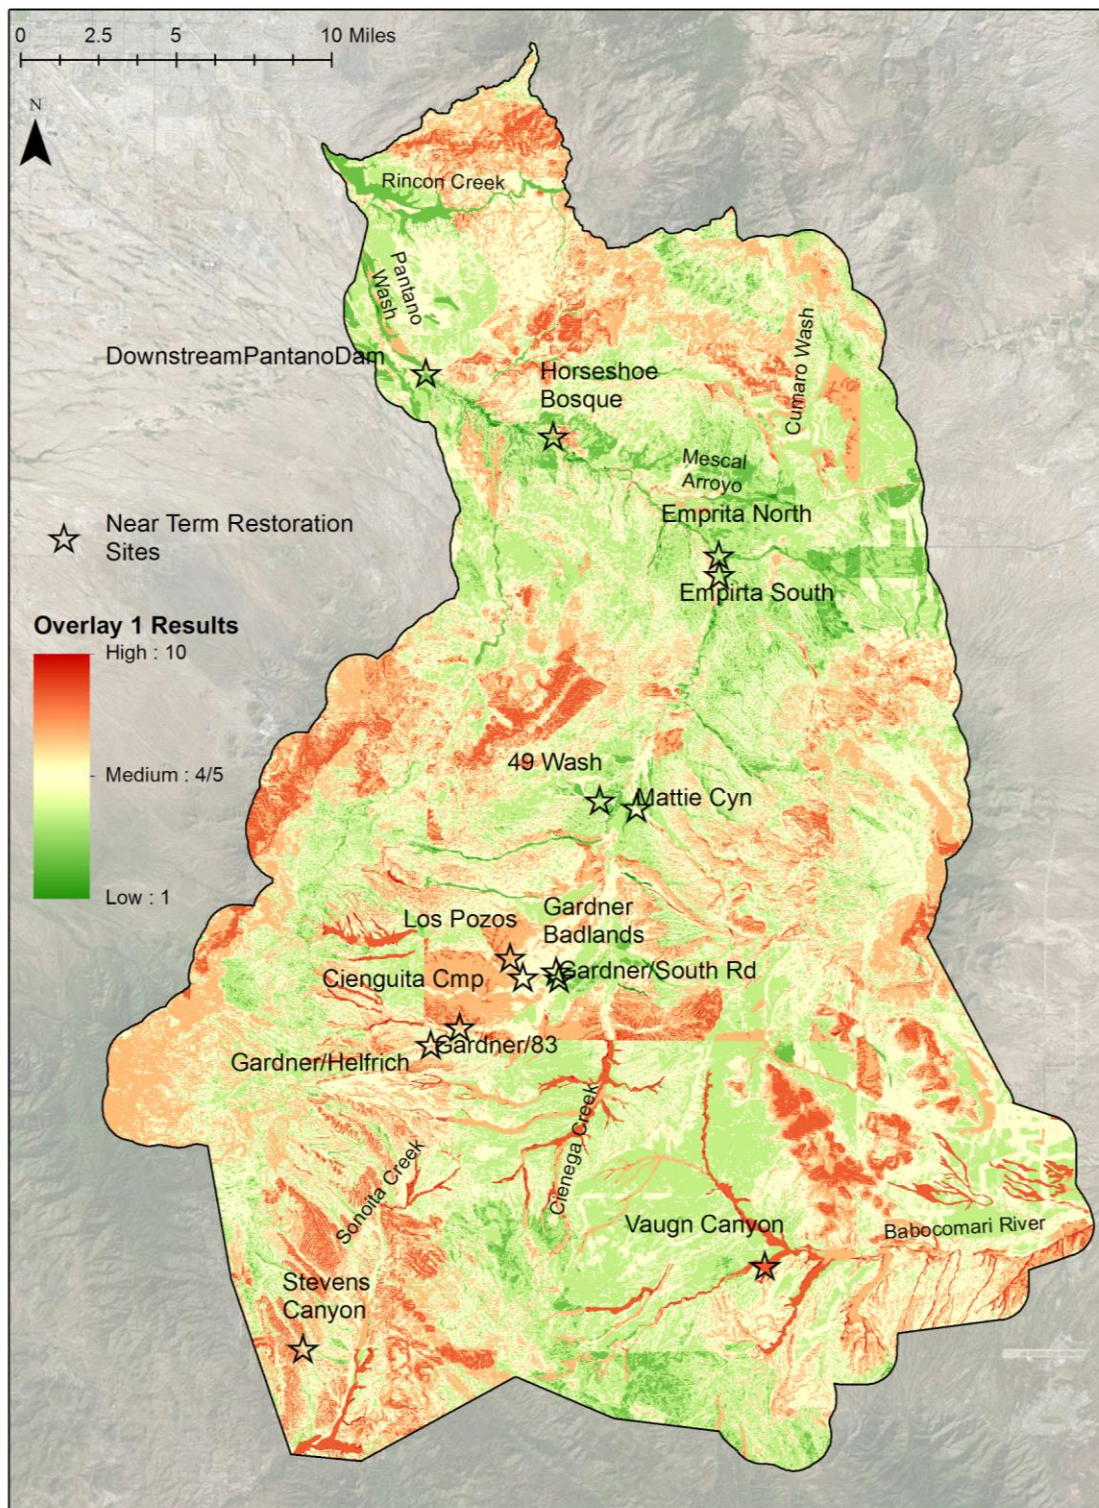 0 2.5 5 10 Miles
N
Rincon Creek
Pantano
Wash
DownstreamPantanoDam
Horseshoe
Bosque
Cumaro Wash
Mescal
Arroyo
Near Term Restoration
Sites
Emprita North
Empirta South
Overlay 1 Results
High : 10
Medium : 4/5
Low : 1
49 Wash
Mattie Cyn
Los Pozos
Gardner
Badlands
Cienguita Cmp
Gardner/South Rd
Gardner/83
Gardner/Helfrich
Cienega Creek
Sonoita Creek
Vaugn Canyon
Babocomari River
Stevens
Canyon